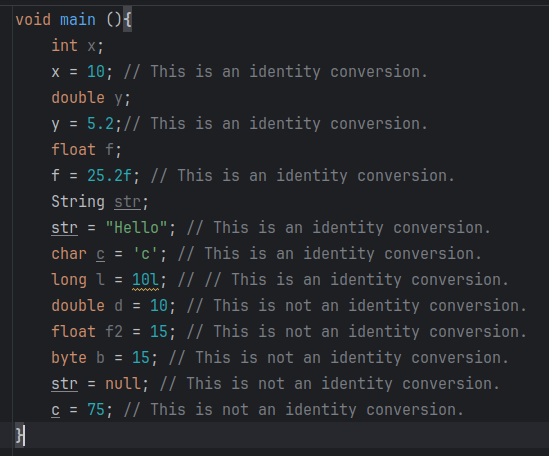 void main (){
int x;
x = 10; // This is an identity conversion.
double y;
y = 5.2;// This is an identity conversion.
float f;
f = 25.2f; // This is an identity conversion.
String str;
str = "Hello"; // This is an identity conversion.
char c = 'c'; // This is an identity conversion.
long l = 10l; // // This is an identity conversion.
double d = 10; // This is not an identity conversion.
float f2 = 15; // This is not an identity conversion.
byte b = 15; // This is not an identity conversion.
str = null; // This is not an identity conversion.
c = 75; // This is not an identity conversion.
}